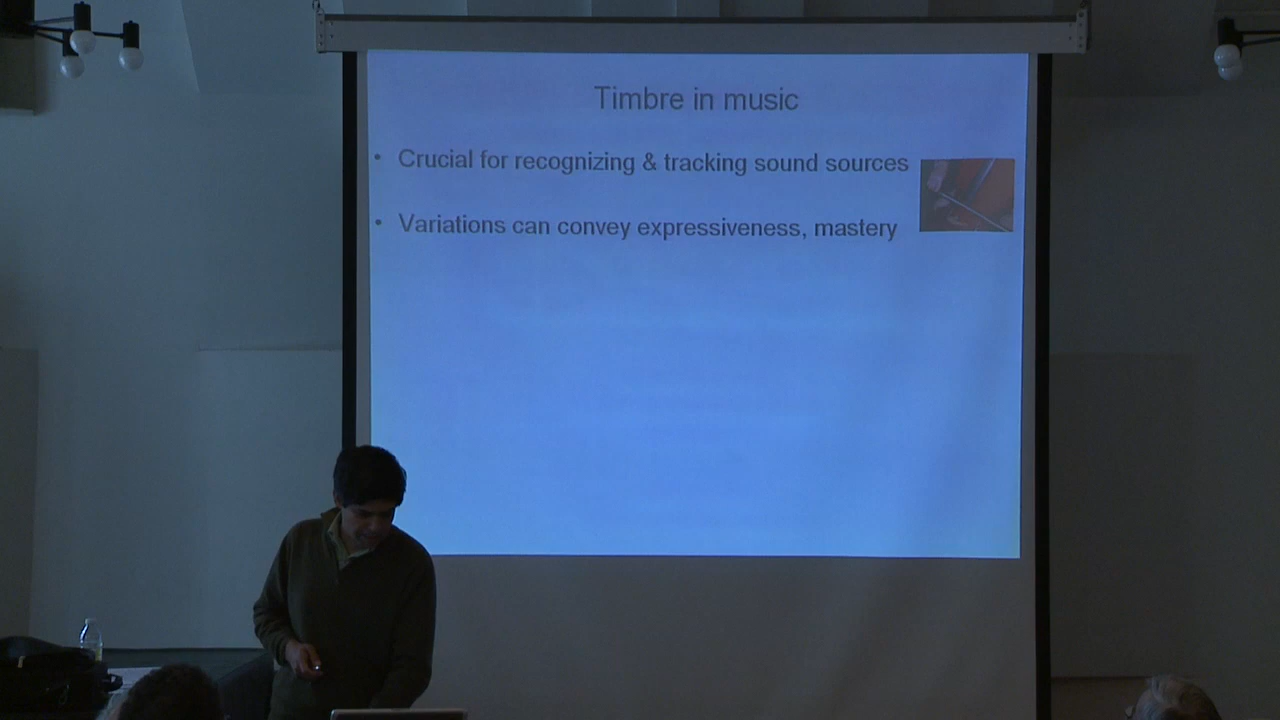 Timbre in music
• Crucial for recognizing & tracking sound sources
• Variations can convey expressiveness, mastery